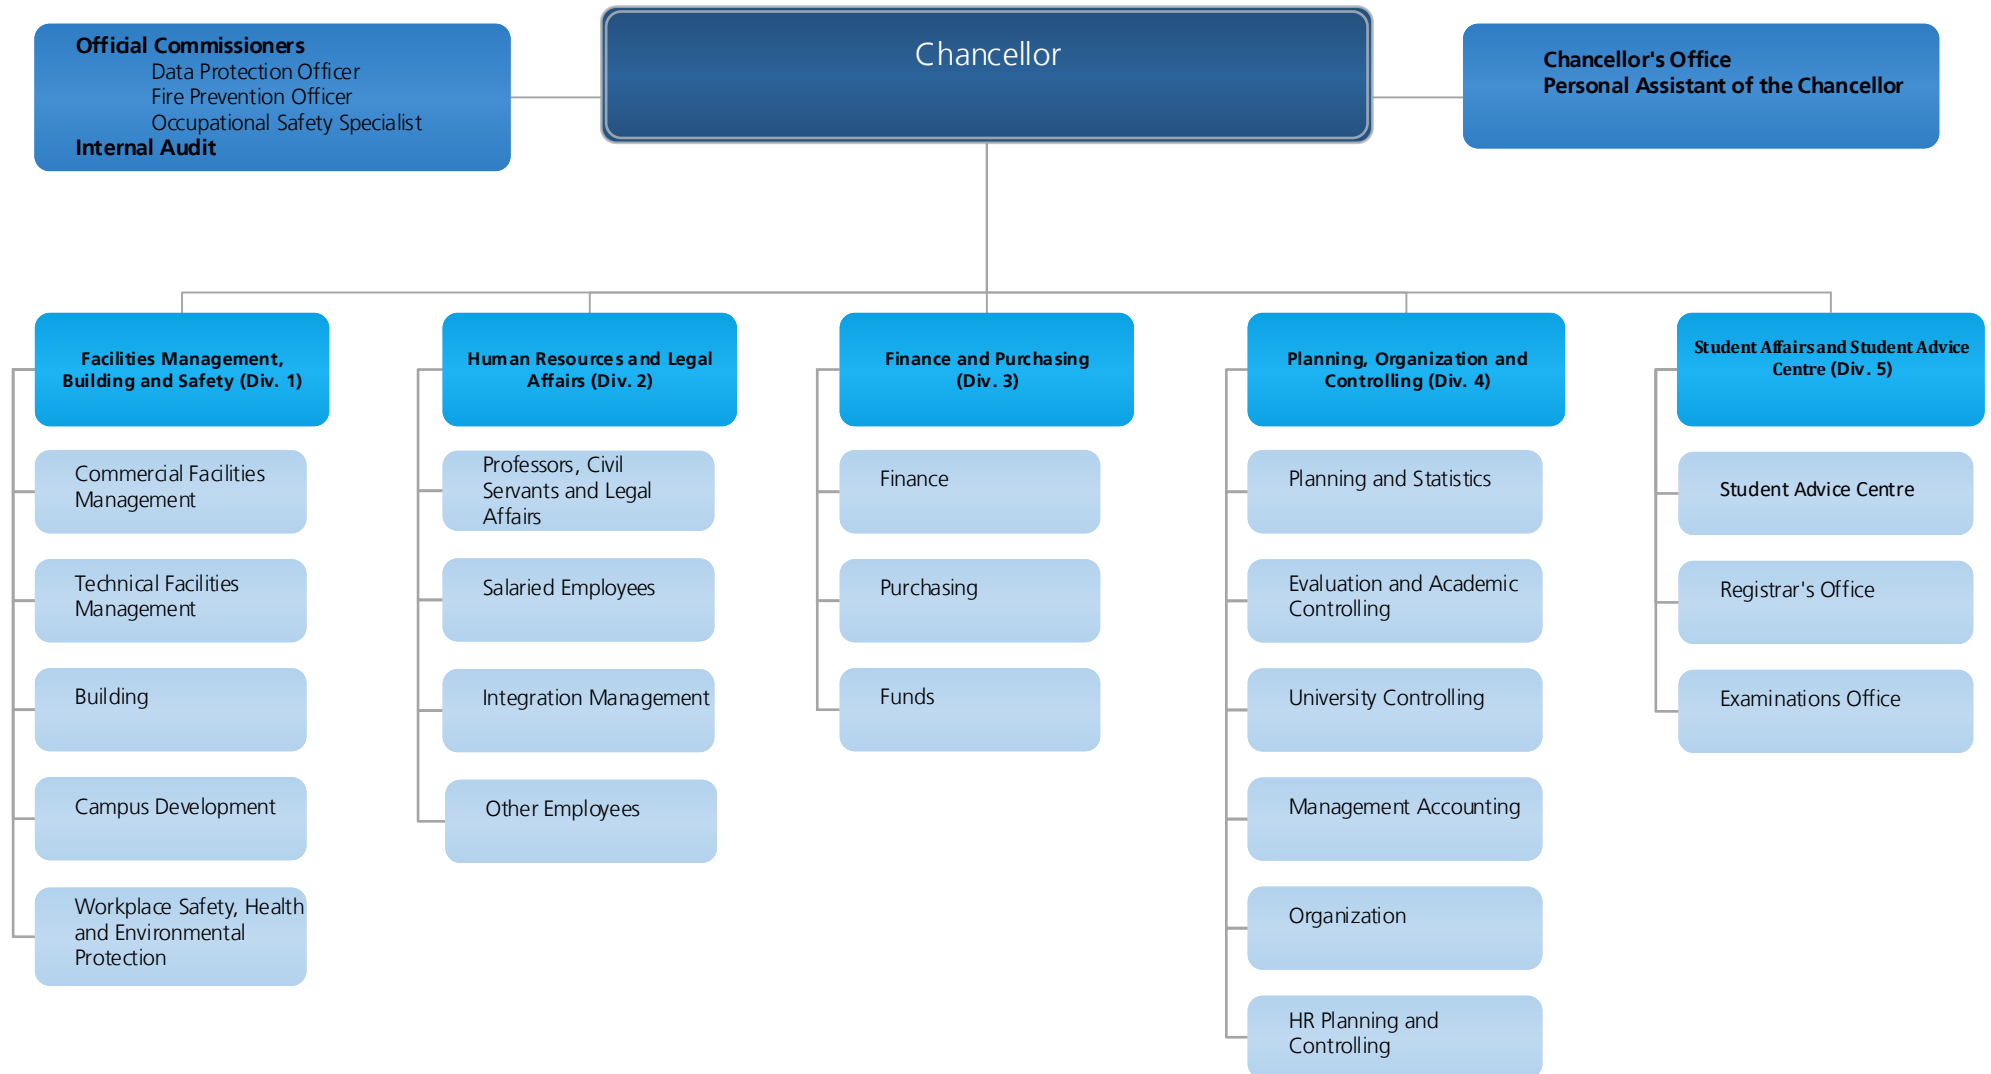 Official Commissioners
Data Protection Officer
Fire Prevention Officer
Occupational Safety Specialist
Internal Audit
Chancellor
Chancellor's Office
Personal Assistant of the Chancellor
Facilities Management,
Building and Safety (Div. 1)
Commercial Facilities
Management
Technical Facilities
Management
Building
Campus Development
Workplace Safety, Health
and Environmental
Protection
Human Resources and Legal
Affairs (Div. 2)
Professors, Civil
Servants and Legal
Affairs
Salaried Employees
Integration Management
Other Employees
Finance and Purchasing
(Div. 3)
Finance
Purchasing
Funds
Planning, Organization and
Controlling (Div. 4)
Planning and Statistics
Evaluation and Academic
Controlling
University Controlling
Management Accounting
Organization
HR Planning and
Controlling
Student Affairs and Student Advice
Centre (Div. 5)
Student Advice Centre
Registrar's Office
Examinations Office